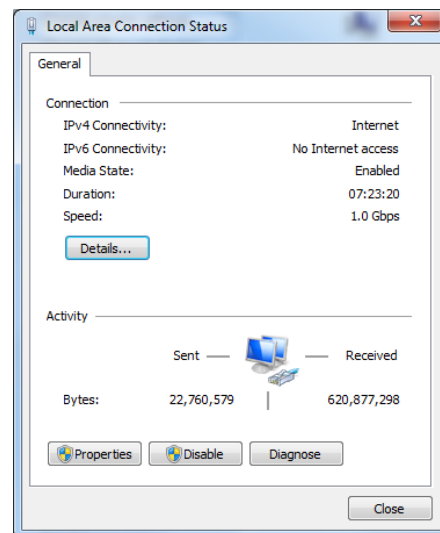 Local Area Connection Status
General
Connection
IPv4 Connectivity: Internet
IPv6 Connectivity: No Internet access
Media State: Enabled
Duration: 07:23:20
Speed: 1.0 Gbps
Details...
Activity
Sent Received
Bytes: 22,760,579 620,877,298
Properties Disable Diagnose
Close